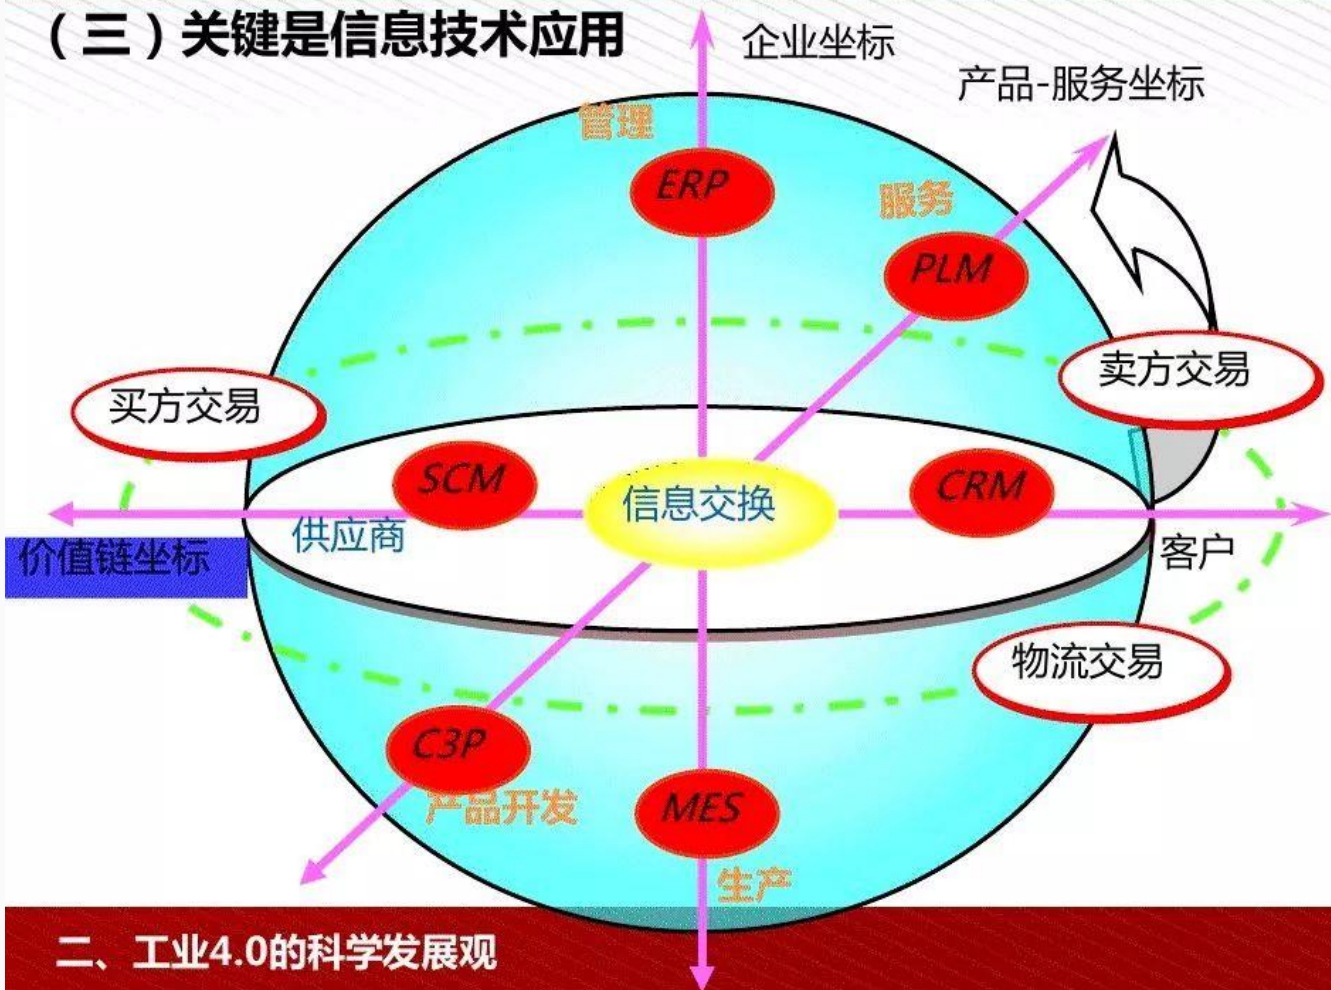 （三）关键是信息技术应用
企业坐标
产品-服务坐标
管理
ERP
服务
PLM
买方交易
卖方交易
SCM
信息交换
CRM
供应商
价值链坐标
客户
物流交易
C3P
产品开发
MES
生产
二、工业4.0的科学发展观